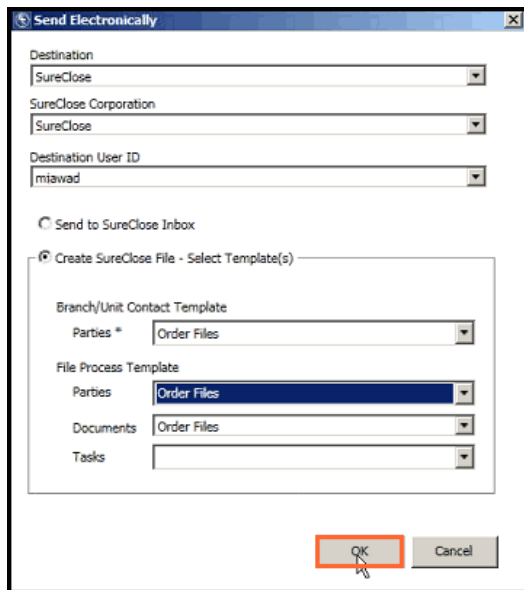 Send Electronically
Destination
SureClose
SureClose Corporation
SureClose
Destination User ID
miawad
Send to SureClose Inbox
Create SureClose File - Select Template(s)
Branch/Unit Contact Template
Parties * Order Files
File Process Template
Parties Order Files
Documents Order Files
Tasks
OK Cancel